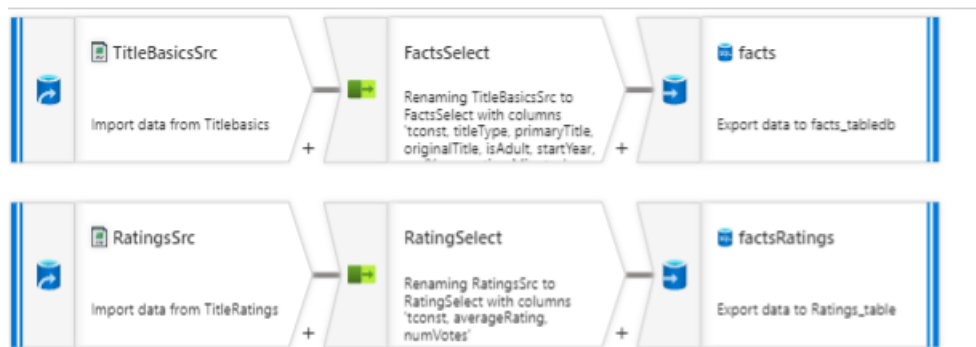 TitleBasicsSrc
Import data from Titlebasics
+
FactsSelect
Renaming TitleBasicsSrc to
FactsSelect with columns
'tconst, titleType, primaryTitle,
originalTitle, isAdult, startYear,
+
facts
Export data to facts_tabledb
RatingsSrc
Import data from TitleRatings
+
RatingSelect
Renaming RatingsSrc to
RatingSelect with columns
'tconst, averageRating,
numVotes'
+
factsRatings
Export data to Ratings_table